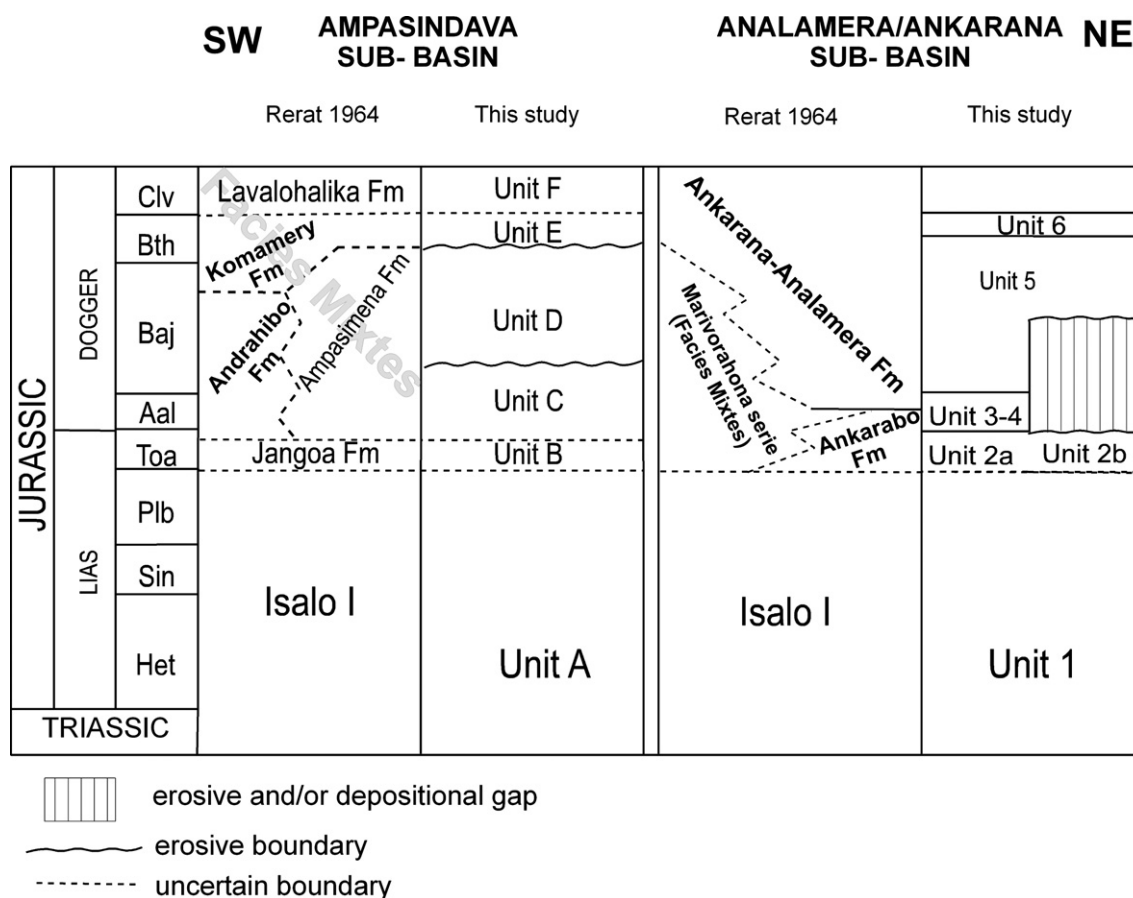 SW
AMPASINDAVA
SUB- BASIN
ANALAMERA/ANKARANA
SUB-BASIN
NE
Rerat 1964
This study
Rerat 1964
This study
JURASSIC
DOGGER
LIAS
TRIASSIC
Clv
Bth
Baj
Aal
Toa
Plb
Sin
Het
Lavalohalika Fm
Facies Mixtes
Komamery
Fm
Andrahibo
Fm
Ampasimena Fm
Jangoa Fm
Isalo I
Unit F
Unit E
Unit D
Unit C
Unit B
Unit A
Ankarana-Analamera Fm
Marivorahona serie
(Facies Mixtes)
Ankarabo
Fm
Isalo I
Unit 6
Unit 5
Unit 3-4
Unit 2a
Unit 2b
Unit 1
erosive and/or depositional gap
erosive boundary
uncertain boundary